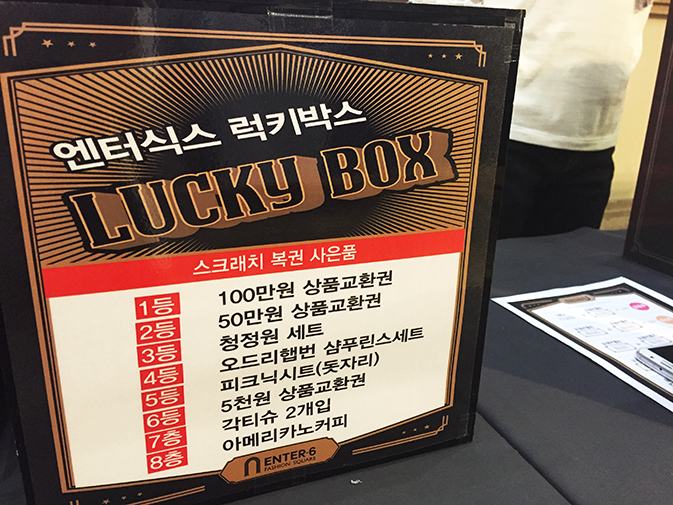 엔터식스 럭키박스
LUCKY BOX
스크래치 복권 사은품
1등 100만원 상품교환권
2등 50만원 상품교환권
3등 청정원 세트
4등 오드리햅번 샴푸린스세트
5등 피크닉시트(돗자리)
6등 5천원 상품교환권
7층 각티슈 2개입
8층 아메리카노커피
ENTER·6
FASHION SQUARE